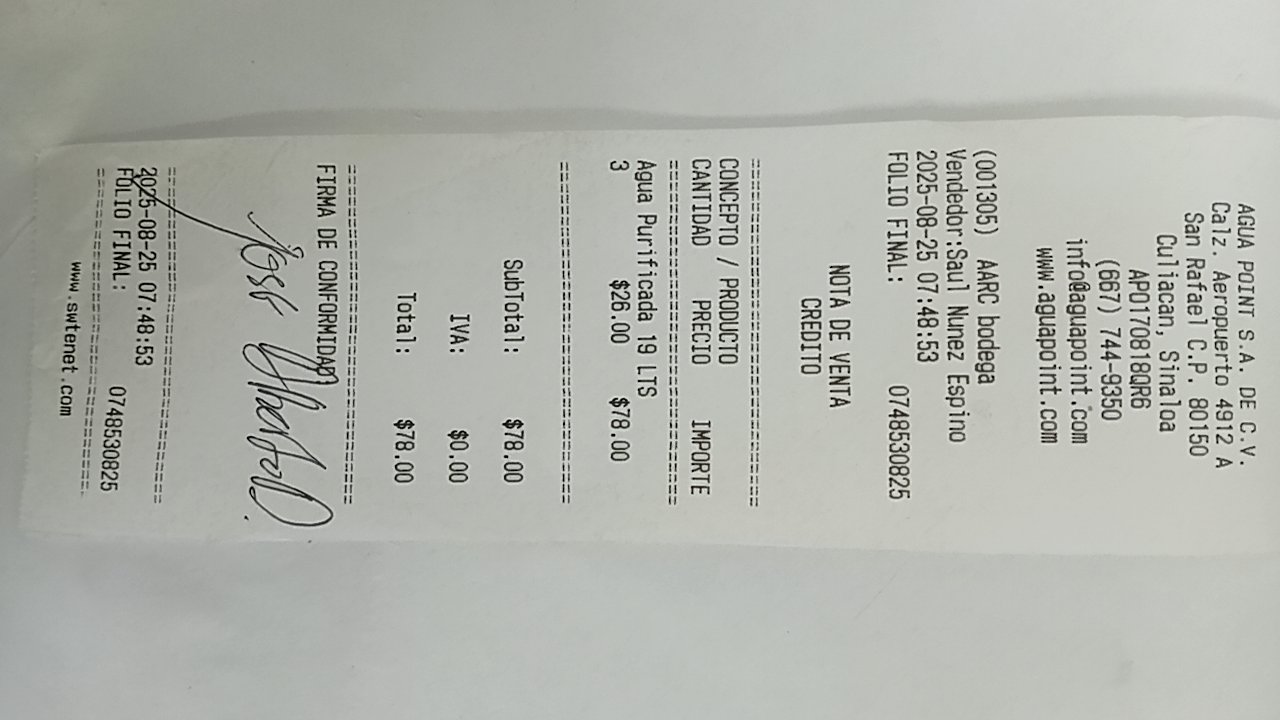 AGUA POINT S.A. DE C.V.
Calz. Aeropuerto 4912 A
San Rafael C.P. 80150
Culiacan, Sinaloa
APO170818QR6
(667) 744-9350
info@aguapoint.com
www.aguapoint.com
(001305) AARC bodega
Vendedor:Saul Nunez Espino
2025-08-25 07:48:53
FOLIO FINAL: 0748530825
NOTA DE VENTA
CREDITO
CONCEPTO / PRODUCTO
CANTIDAD PRECIO IMPORTE
Agua Purificada 19 LTS
3 $26.00 $78.00
SubTotal: $78.00
IVA: $0.00
Total: $78.00
FIRMA DE CONFORMIDAD
2025-08-25 07:48:53
FOLIO FINAL: 0748530825
www.swtenet.com